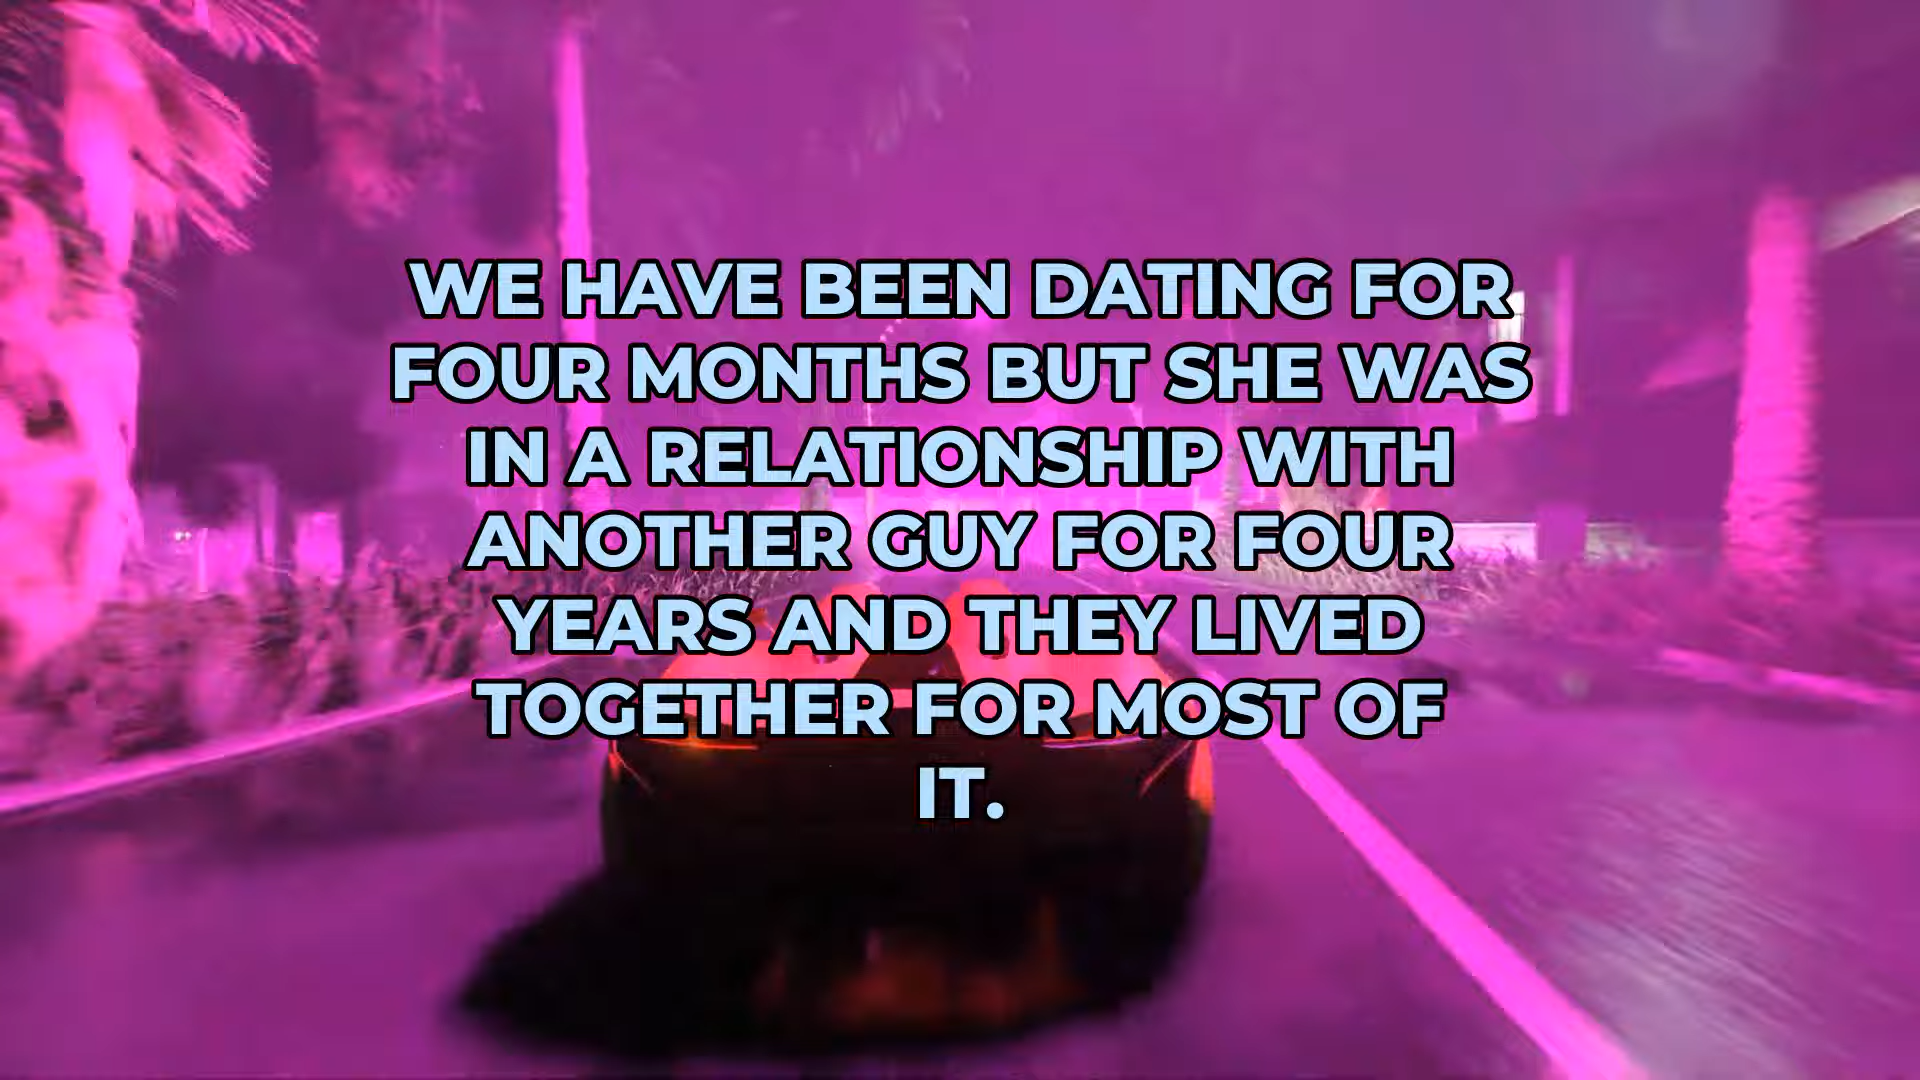 WE HAVE BEEN DATING FOR
FOUR MONTHS BUT SHE WAS
IN A RELATIONSHIP WITH
ANOTHER GUY FOR FOUR
YEARS AND THEY LIVED
TOGETHER FOR MOST OF
IT.